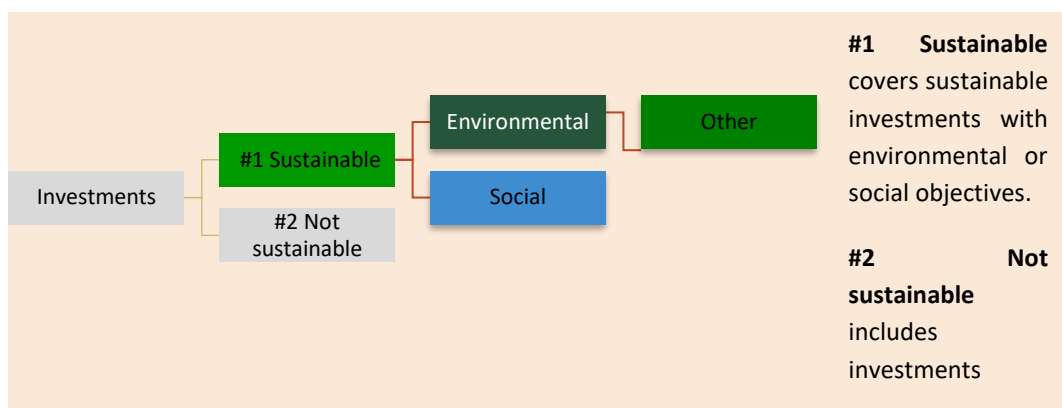 Investments
#1 Sustainable
#2 Not
sustainable
Environmental
Social
Other
#1 Sustainable
covers sustainable
investments with
environmental or
social objectives.
#2 Not
sustainable
includes
investments